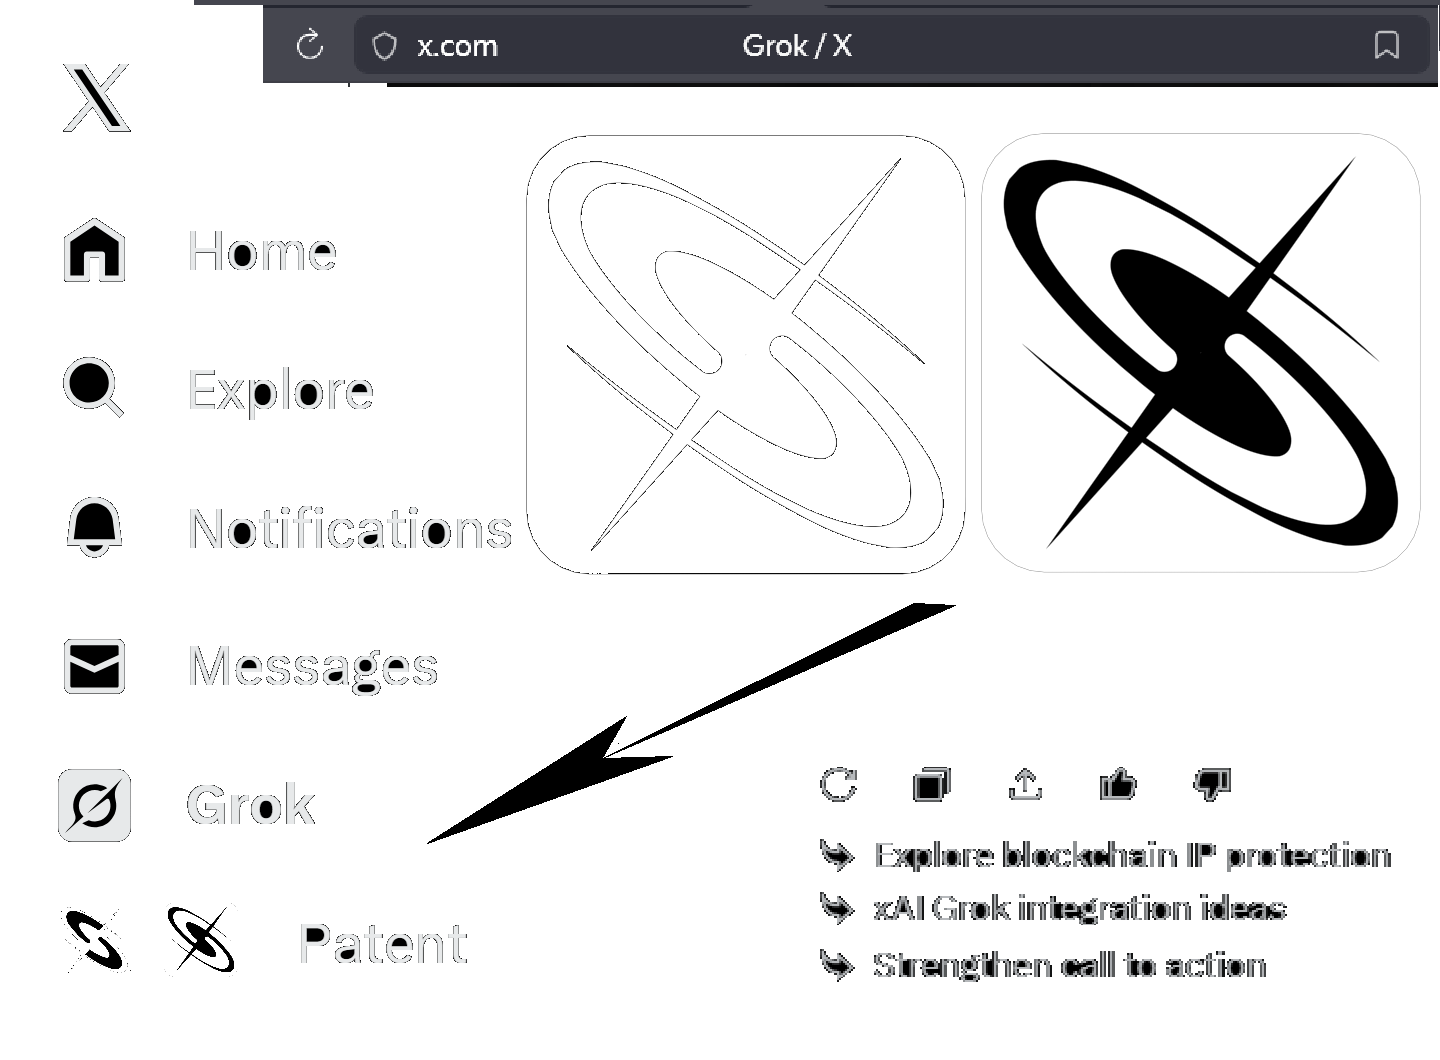 x.com
Grok / X
Home
Explore
Notifications
Messages
Grok
Patent
Explore blockchain IP protection
xAI Grok integration ideas
Strengthen call to action